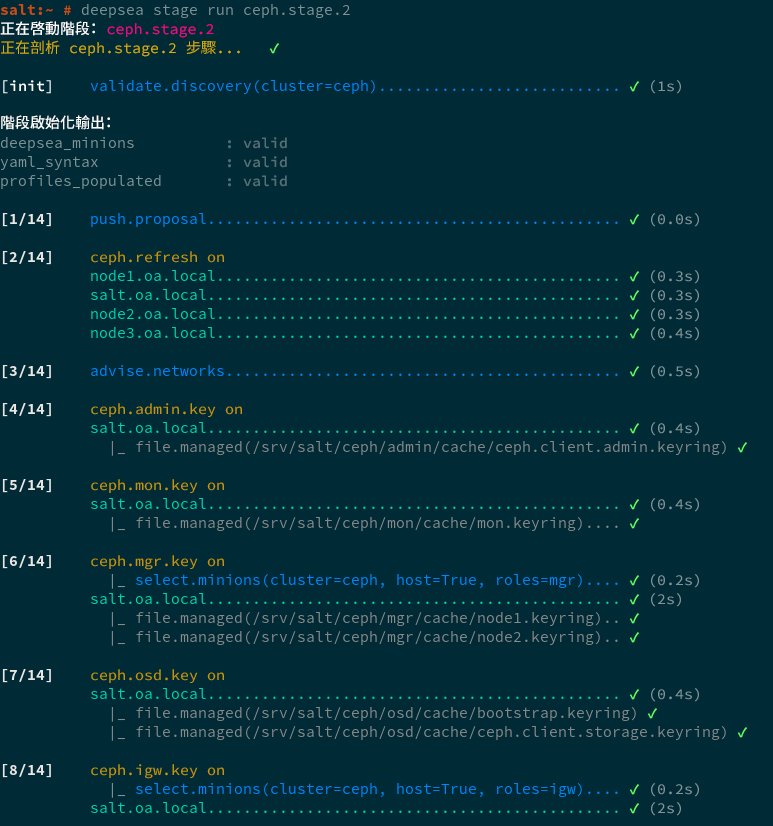 salt:~ # deepsea stage run ceph.stage.2
正在啓動階段: ceph.stage.2
正在剖析 ceph.stage.2 步驟... ✓
[init] validate.discovery(cluster=ceph)........................... ✓ (1s)
階段啟始化輸出:
deepsea_minions : valid
yaml_syntax : valid
profiles_populated : valid
[1/14] push.proposal.............................................. ✓ (0.0s)
[2/14] ceph.refresh on
node1.oa.local............................................. ✓ (0.3s)
salt.oa.local.............................................. ✓ (0.3s)
node2.oa.local............................................. ✓ (0.3s)
node3.oa.local............................................. ✓ (0.4s)
[3/14] advise.networks............................................ ✓ (0.5s)
[4/14] ceph.admin.key on
salt.oa.local.............................................. ✓ (0.4s)
|_ file.managed(/srv/salt/ceph/admin/cache/ceph.client.admin.keyring) ✓
[5/14] ceph.mon.key on
salt.oa.local.............................................. ✓ (0.4s)
|_ file.managed(/srv/salt/ceph/mon/cache/mon.keyring).... ✓
[6/14] ceph.mgr.key on
|_ select.minions(cluster=ceph, host=True, roles=mgr).... ✓ (0.2s)
salt.oa.local.............................................. ✓ (2s)
|_ file.managed(/srv/salt/ceph/mgr/cache/node1.keyring).. ✓
|_ file.managed(/srv/salt/ceph/mgr/cache/node2.keyring).. ✓
[7/14] ceph.osd.key on
salt.oa.local.............................................. ✓ (0.4s)
|_ file.managed(/srv/salt/ceph/osd/cache/bootstrap.keyring) ✓
|_ file.managed(/srv/salt/ceph/osd/cache/ceph.client.storage.keyring) ✓
[8/14] ceph.igw.key on
|_ select.minions(cluster=ceph, host=True, roles=igw).... ✓ (0.2s)
salt.oa.local.............................................. ✓ (2s)